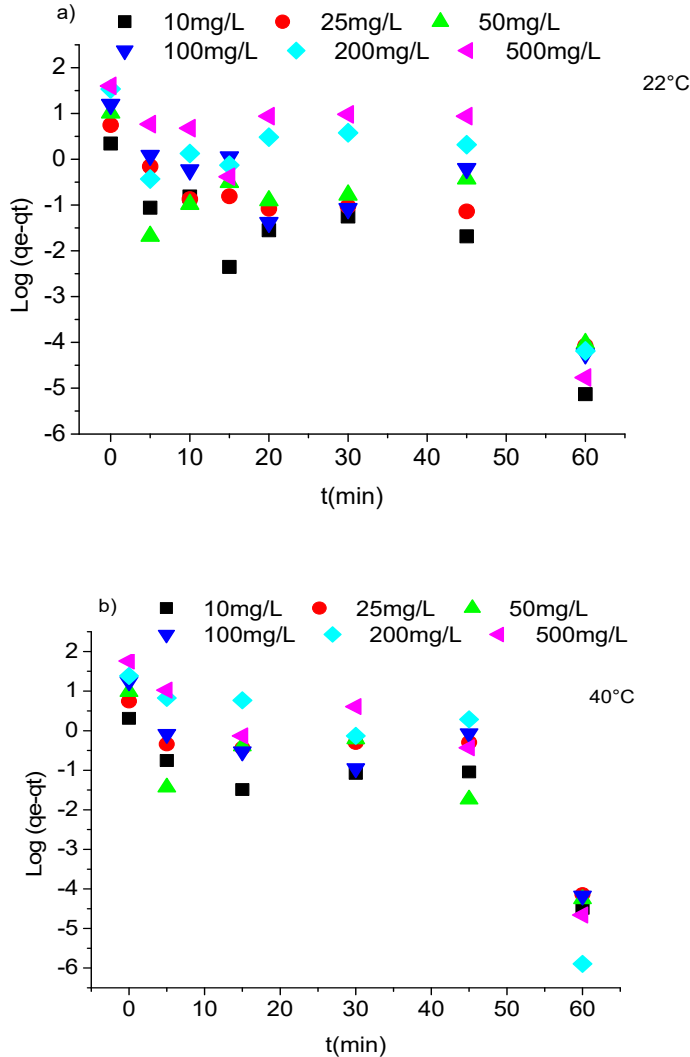 a)
10mg/L 25mg/L 50mg/L
100mg/L 200mg/L 500mg/L
22°C
2
1
0
-1
-2
-3
-4
-5
-6
Log (qe-qt)
0 10 20 30 40 50 60
t(min)
b)
10mg/L 25mg/L 50mg/L
100mg/L 200mg/L 500mg/L
40°C
2
1
0
-1
-2
-3
-4
-5
-6
Log (qe-qt)
0 10 20 30 40 50 60
t(min)